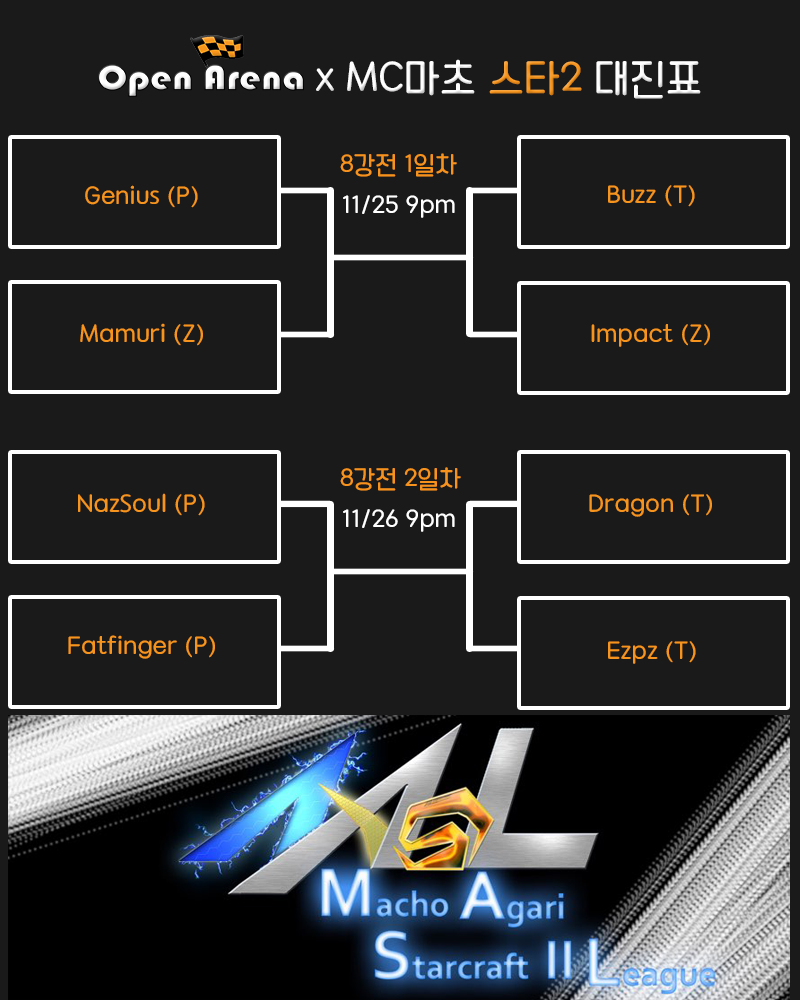 Open Arena x MC마초 스타2 대진표
8강전 1일차
11/25 9pm
Genius (P)
Buzz (T)
Mamuri (Z)
Impact (Z)
8강전 2일차
11/26 9pm
NazSoul (P)
Dragon (T)
Fatfinger (P)
Ezpz (T)
MSL
Macho Agari
Starcraft II League